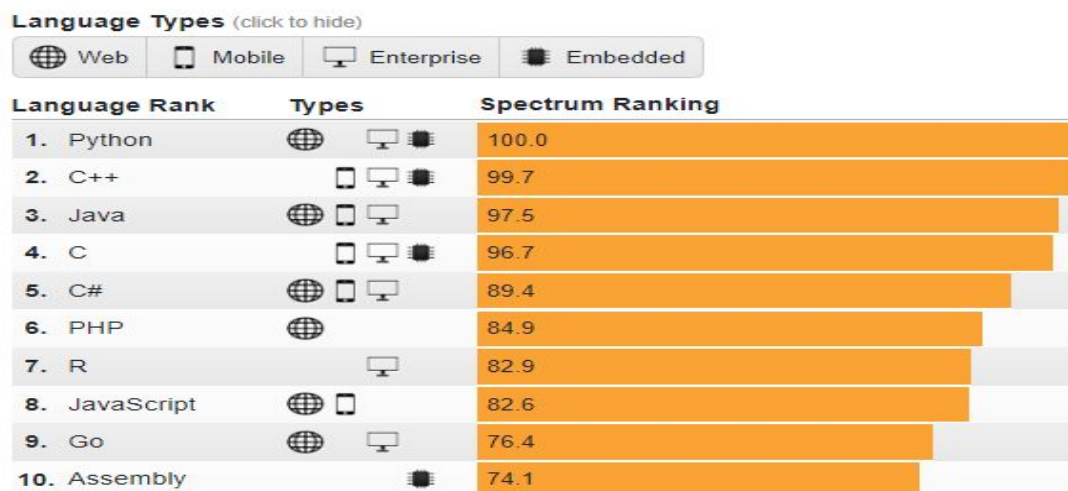 Language Types (click to hide)
Web Mobile Enterprise Embedded
Language Rank Types Spectrum Ranking
1. Python 100.0
2. C++ 99.7
3. Java 97.5
4. C 96.7
5. C# 89.4
6. PHP 84.9
7. R 82.9
8. JavaScript 82.6
9. Go 76.4
10. Assembly 74.1